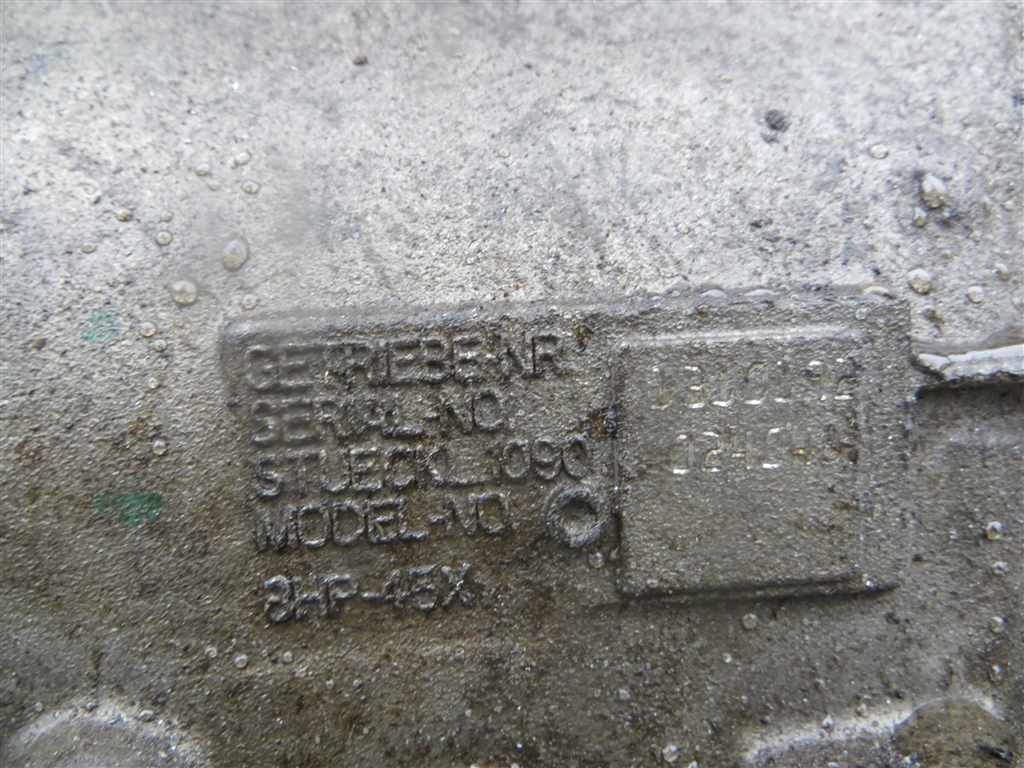 GETRIEBE-NR
SERIAL-NO
STUECKL 1090
MODEL-NO
8HP-45X